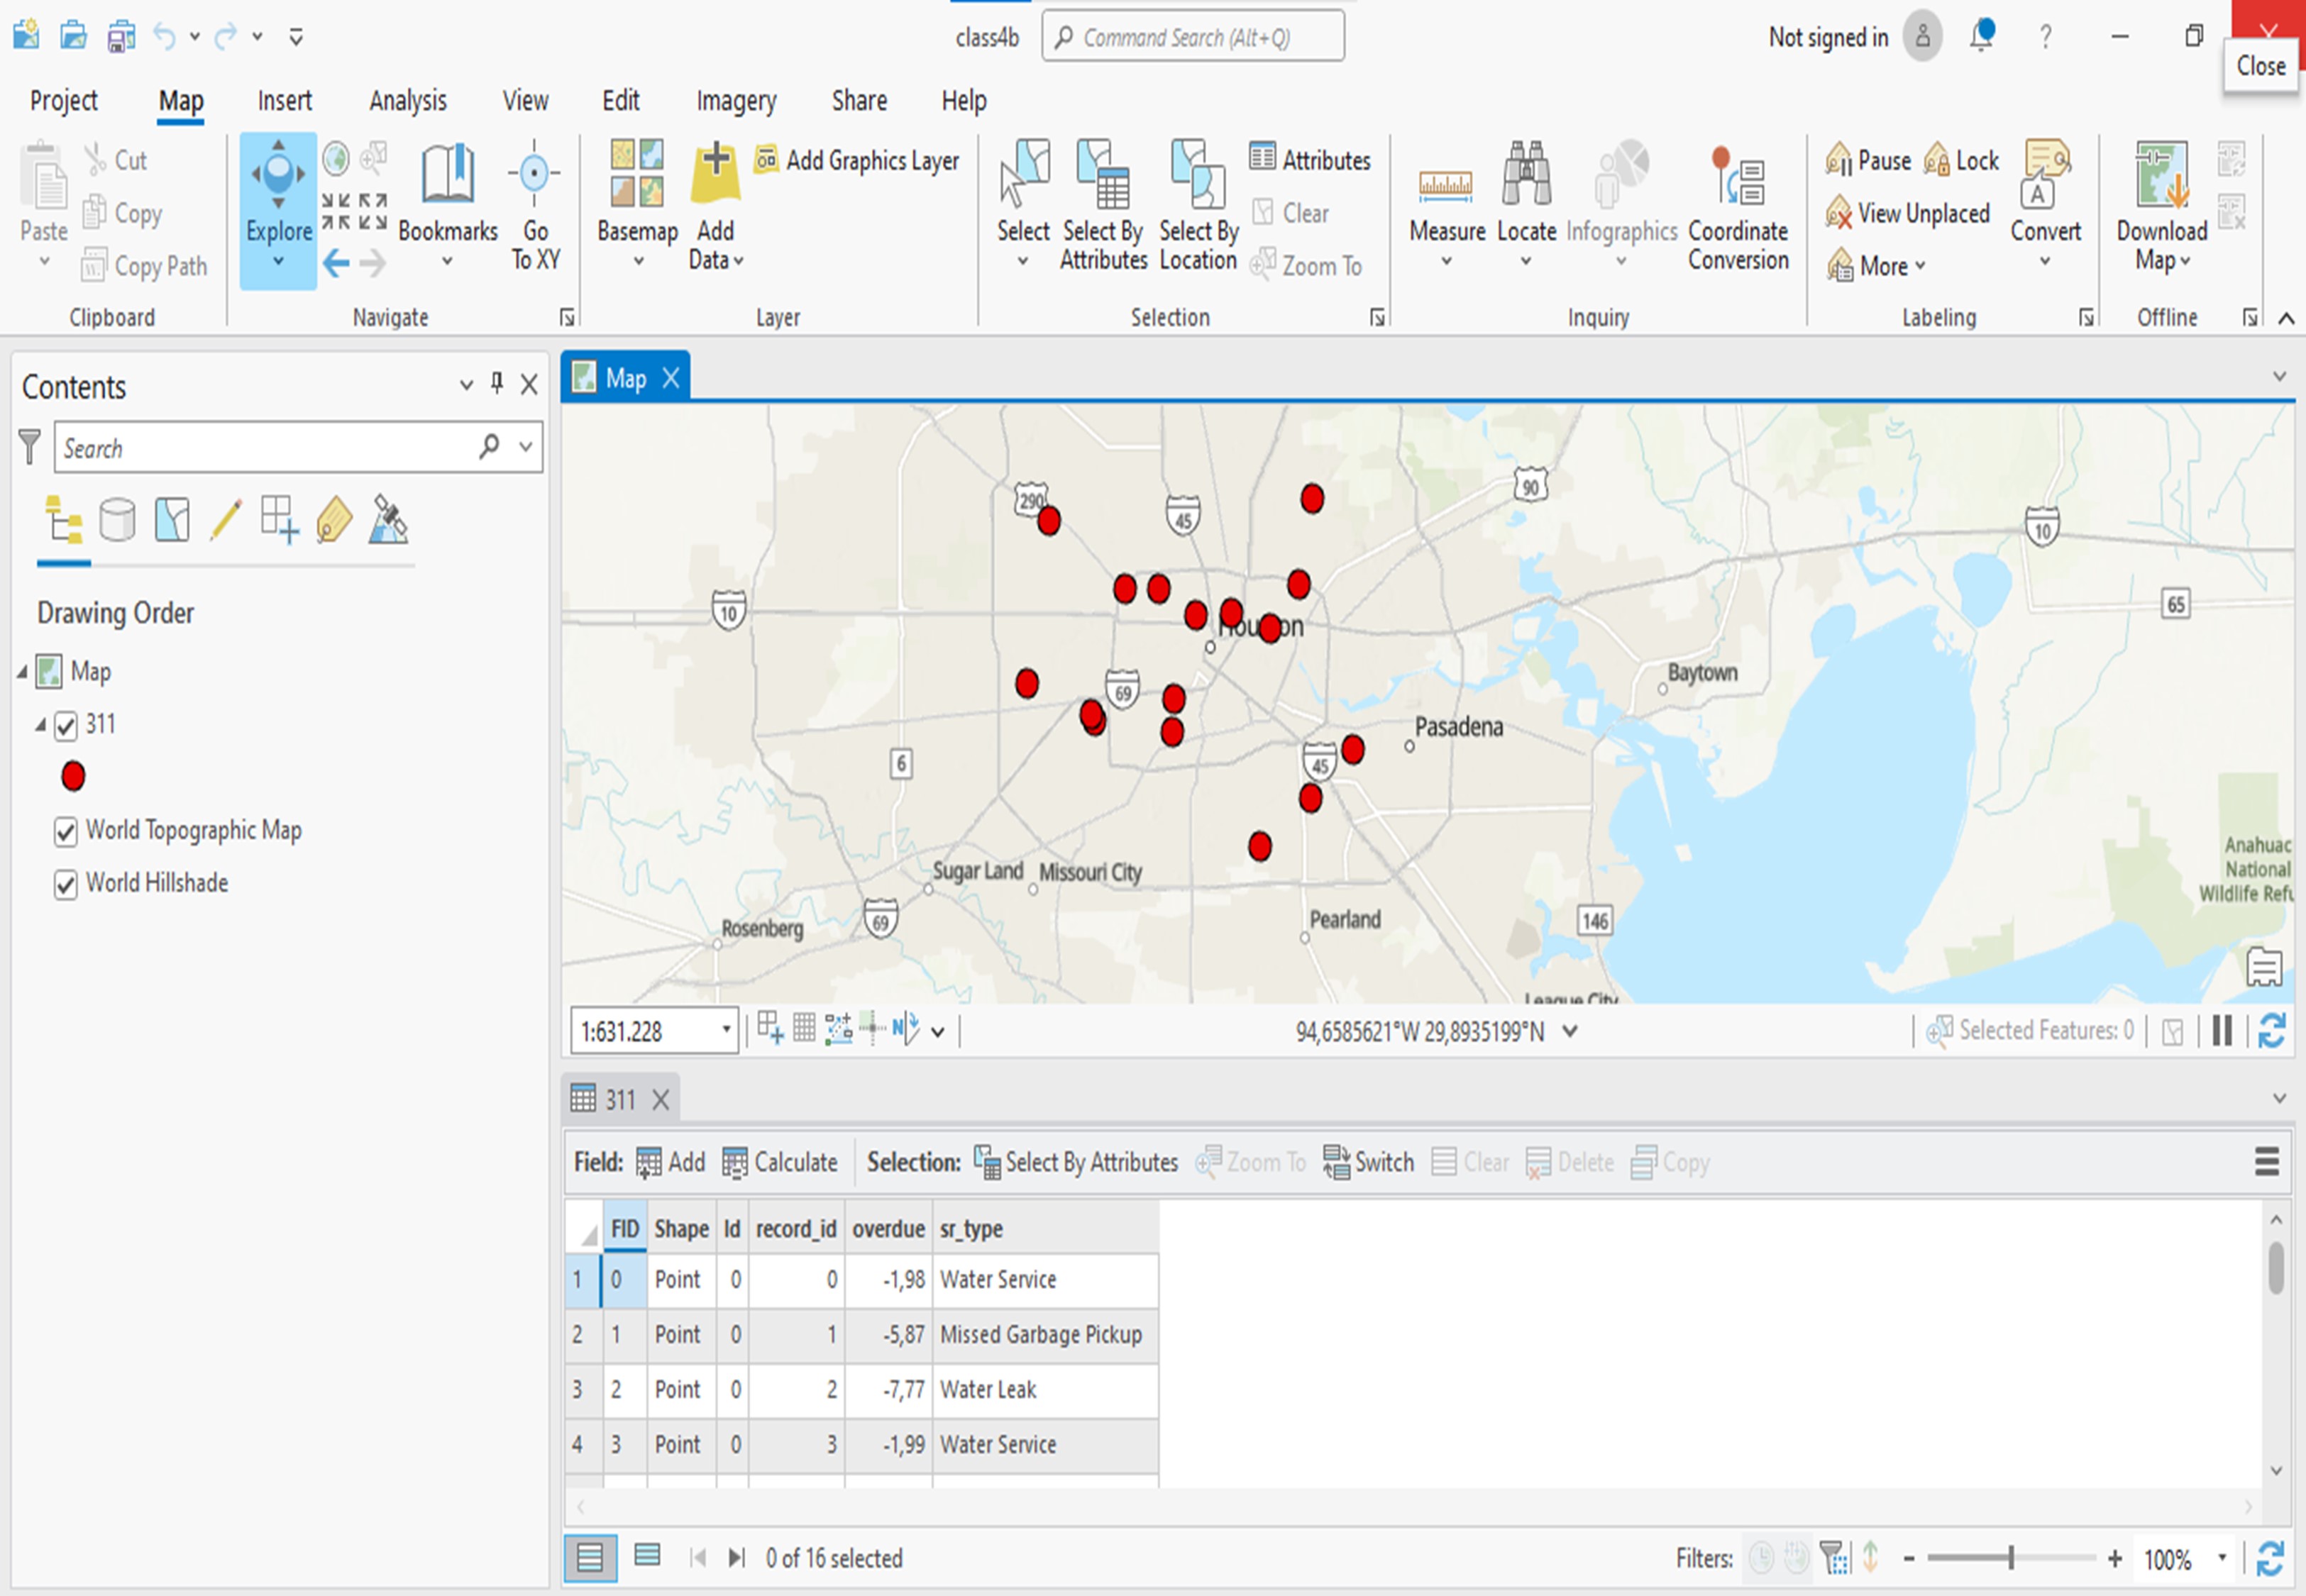 class4b
Command Search (Alt+Q)
Not signed in
?
Close
Project
Map
Insert
Analysis
View
Edit
Imagery
Share
Help
Paste
Cut
Copy
Copy Path
Clipboard
Explore
Bookmarks
Go
To XY
Navigate
Basemap
Add
Data
Add Graphics Layer
Layer
Select
Select By
Attributes
Select By
Location
Attributes
Clear
Zoom To
Selection
Measure
Locate
Infographics
Coordinate
Conversion
Inquiry
Pause
Lock
View Unplaced
More
A
Convert
Labeling
Download
Map
Offline
Contents
Search
Drawing Order
Map
311
World Topographic Map
World Hillshade
Map
290
45
90
10
10
65
Baytown
69
Pasadena
45
6
Sugar Land
Missouri City
Anahuac
National
69
146
Rosenberg
Pearland
League City
1:631.228
N
94,6585621°W 29,8935199°N
Selected Features: 0
311
Field: Add Calculate Selection: Select By Attributes Zoom To Switch Clear Delete Copy
FID Shape Id record_id overdue sr_type
1 0 Point 0 0 -1,98 Water Service
2 1 Point 0 1 -5,87 Missed Garbage Pickup
3 2 Point 0 2 -7,77 Water Leak
4 3 Point 0 3 -1,99 Water Service
0 of 16 selected
Filters:
- + 100%